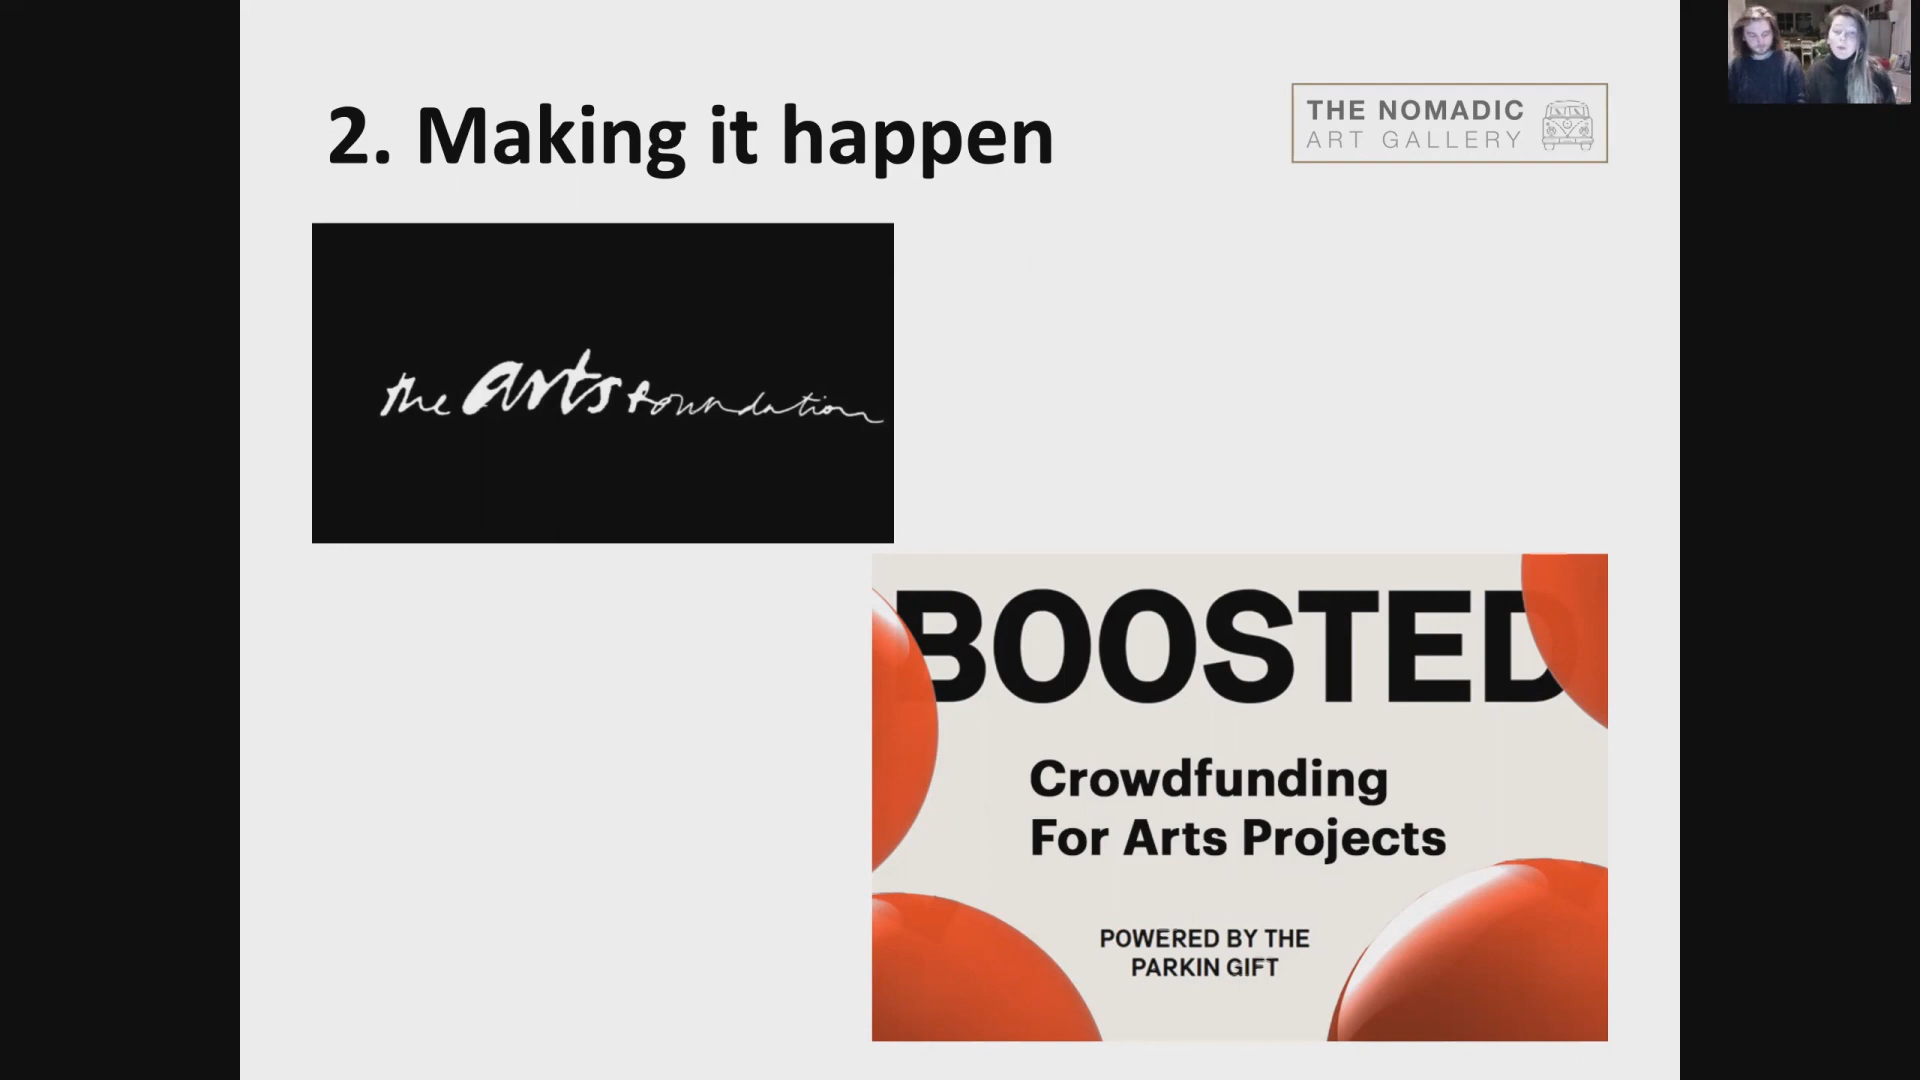 2. Making it happen
THE NOMADIC
ART GALLERY
the arts foundation
BOOSTED
Crowdfunding
For Arts Projects
POWERED BY THE
PARKIN GIFT